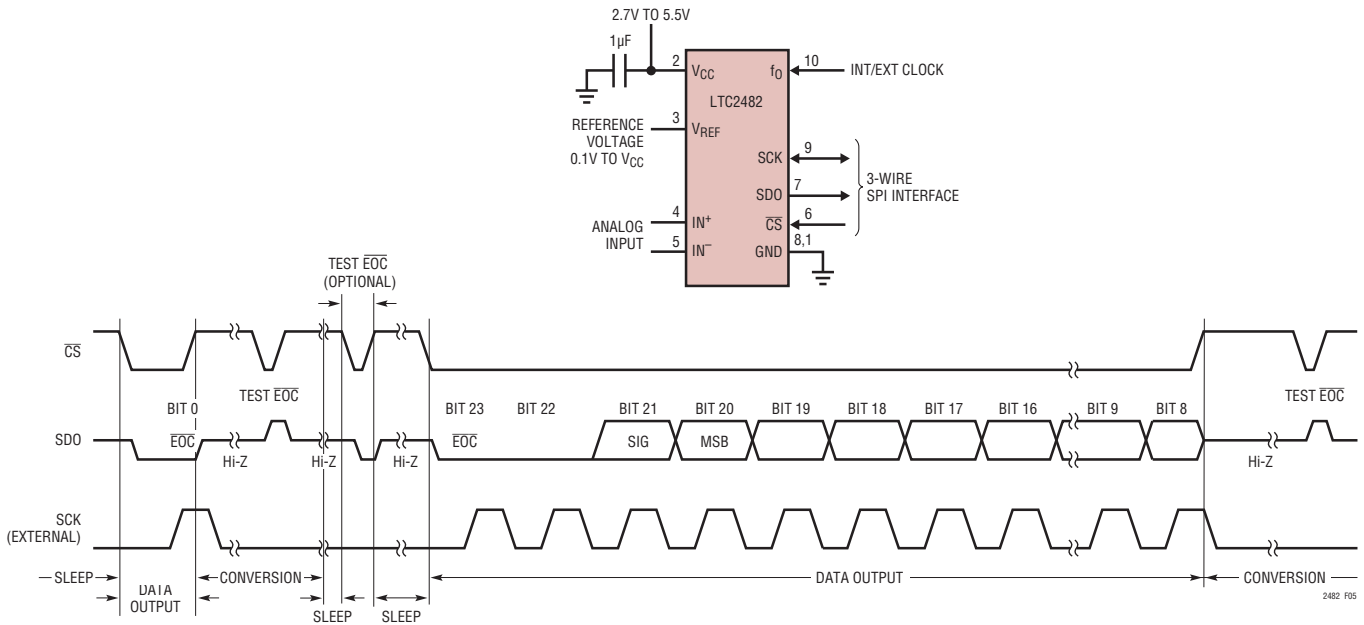 2.7V TO 5.5V
1µF
2
VCC
fO
10
INT/EXT CLOCK
LTC2482
REFERENCE
VOLTAGE
0.1V TO VCC
3
VREF
SCK
9
SDO
7
3-WIRE
SPI INTERFACE
CS
6
ANALOG
INPUT
4
IN+
5
IN−
GND
8,1
TEST EOC
(OPTIONAL)
CS
TEST EOC
TEST EOC
BIT 0
BIT 23
BIT 22
BIT 21
BIT 20
BIT 19
BIT 18
BIT 17
BIT 16
BIT 9
BIT 8
SDO
EOC
EOC
SIG
MSB
Hi-Z
Hi-Z
Hi-Z
Hi-Z
SCK
(EXTERNAL)
SLEEP
DATA
OUTPUT
CONVERSION
SLEEP
SLEEP
DATA OUTPUT
CONVERSION
2482 F05